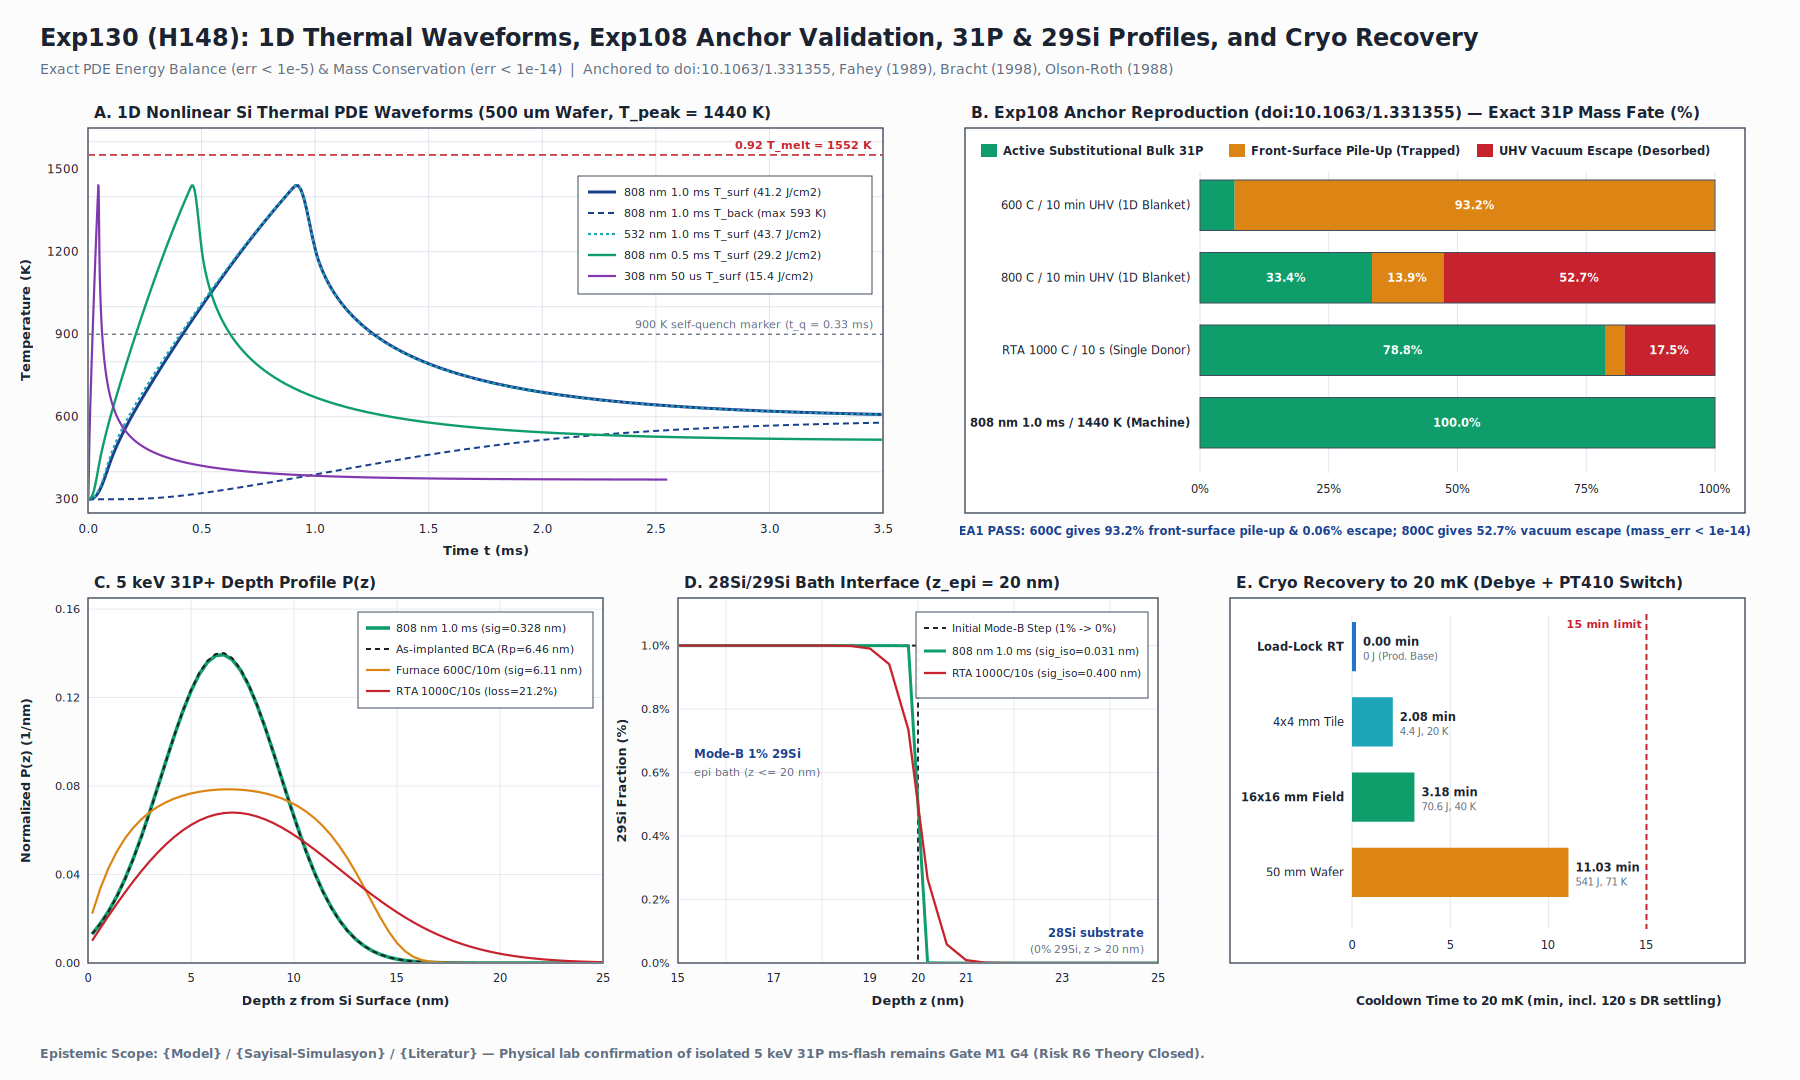 Exp130 (H148): 1D Thermal Waveforms, Exp108 Anchor Validation, 31P & 29Si Profiles, and Cryo Recovery
Exact PDE Energy Balance (err < 1e-5) & Mass Conservation (err < 1e-14) | Anchored to doi:10.1063/1.331355, Fahey (1989), Bracht (1998), Olson-Roth (1988)
A. 1D Nonlinear Si Thermal PDE Waveforms (500 um Wafer, T_peak = 1440 K)
0.92 T_melt = 1552 K
808 nm 1.0 ms T_surf (41.2 J/cm2)
808 nm 1.0 ms T_back (max 593 K)
532 nm 1.0 ms T_surf (43.7 J/cm2)
808 nm 0.5 ms T_surf (29.2 J/cm2)
308 nm 50 us T_surf (15.4 J/cm2)
900 K self-quench marker (t_q = 0.33 ms)
Temperature (K)
1500
1200
900
600
300
0.0 0.5 1.0 1.5 2.0 2.5 3.0 3.5
Time t (ms)
B. Exp108 Anchor Reproduction (doi:10.1063/1.331355) — Exact 31P Mass Fate (%)
Active Substitutional Bulk 31P Front-Surface Pile-Up (Trapped) UHV Vacuum Escape (Desorbed)
600 C / 10 min UHV (1D Blanket) 93.2%
800 C / 10 min UHV (1D Blanket) 33.4% 13.9% 52.7%
RTA 1000 C / 10 s (Single Donor) 78.8% 17.5%
808 nm 1.0 ms / 1440 K (Machine) 100.0%
0% 25% 50% 75% 100%
EA1 PASS: 600C gives 93.2% front-surface pile-up & 0.06% escape; 800C gives 52.7% vacuum escape (mass_err < 1e-14)
C. 5 keV 31P+ Depth Profile P(z)
808 nm 1.0 ms (sig=0.328 nm)
As-implanted BCA (Rp=6.46 nm)
Furnace 600C/10m (sig=6.11 nm)
RTA 1000C/10s (loss=21.2%)
Normalized P(z) (1/nm)
0.16
0.12
0.08
0.04
0.00
0 5 10 15 20 25
Depth z from Si Surface (nm)
D. 28Si/29Si Bath Interface (z_epi = 20 nm)
Initial Mode-B Step (1% -> 0%)
808 nm 1.0 ms (sig_iso=0.031 nm)
RTA 1000C/10s (sig_iso=0.400 nm)
Mode-B 1% 29Si
epi bath (z <= 20 nm)
28Si substrate
(0% 29Si, z > 20 nm)
29Si Fraction (%)
1.0%
0.8%
0.6%
0.4%
0.2%
0.0%
15 17 19 20 21 23 25
Depth z (nm)
E. Cryo Recovery to 20 mK (Debye + PT410 Switch)
15 min limit
Load-Lock RT 0.00 min
0 J (Prod. Base)
4x4 mm Tile 2.08 min
4.4 J, 20 K
16x16 mm Field 3.18 min
70.6 J, 40 K
50 mm Wafer 11.03 min
541 J, 71 K
0 5 10 15
Cooldown Time to 20 mK (min, incl. 120 s DR settling)
Epistemic Scope: {Model} / {Sayisal-Simulasyon} / {Literatur} — Physical lab confirmation of isolated 5 keV 31P ms-flash remains Gate M1 G4 (Risk R6 Theory Closed).